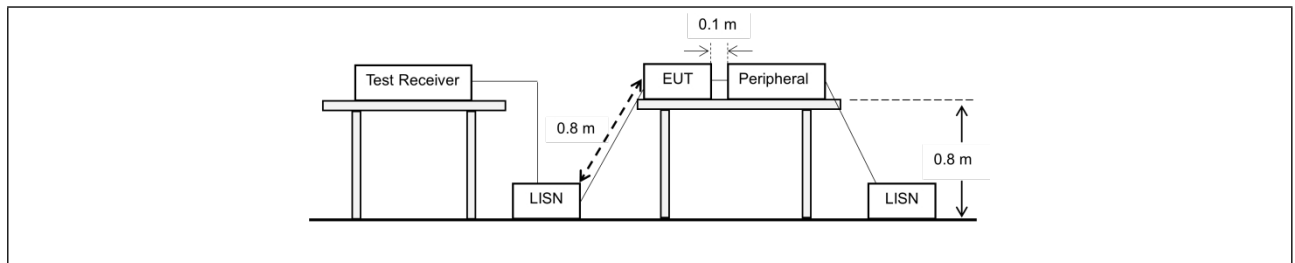 0.1 m
Test Receiver
EUT
Peripheral
0.8 m
0.8 m
LISN
LISN